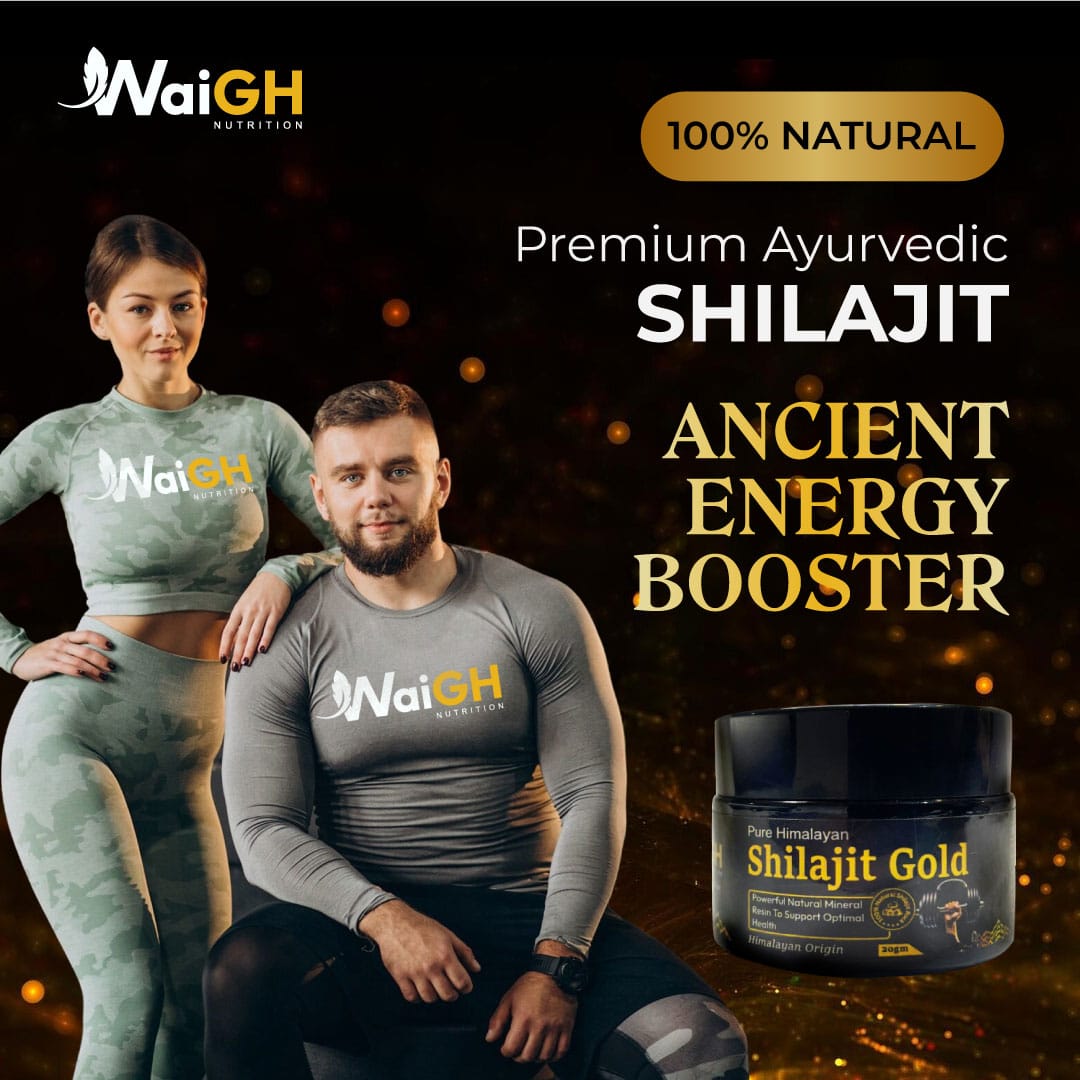 WaiGH
NUTRITION
100% NATURAL
Premium Ayurvedic
SHILAJIT
ANCIENT
ENERGY
BOOSTER
WaiGH
NUTRITION
WaiGH
NUTRITION
Pure Himalayan
Shilajit Gold
Powerful Natural Mineral
Resin To Support Optimal
Health
Himalayan Origin
20gm